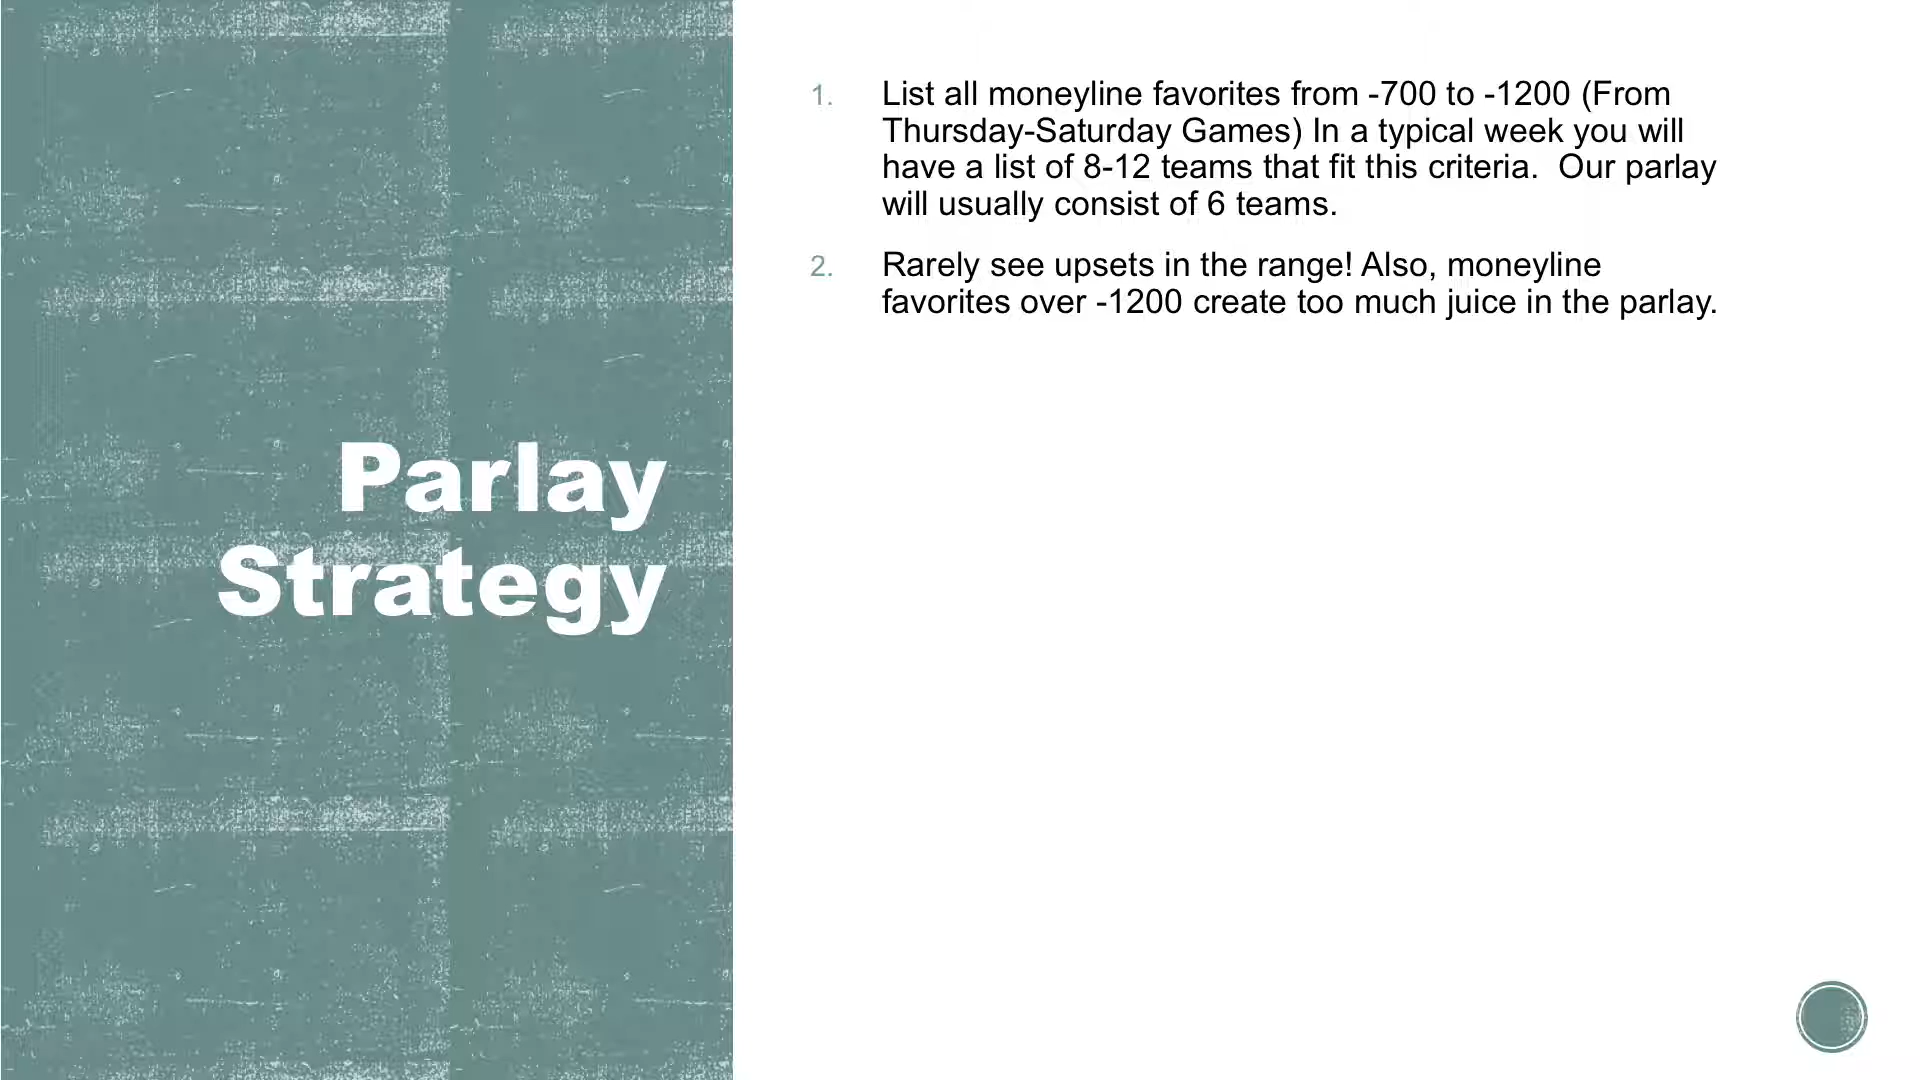 Parlay
Strategy
1. List all moneyline favorites from -700 to -1200 (From
Thursday-Saturday Games) In a typical week you will
have a list of 8-12 teams that fit this criteria.  Our parlay
will usually consist of 6 teams.
2. Rarely see upsets in the range! Also, moneyline
favorites over -1200 create too much juice in the parlay.